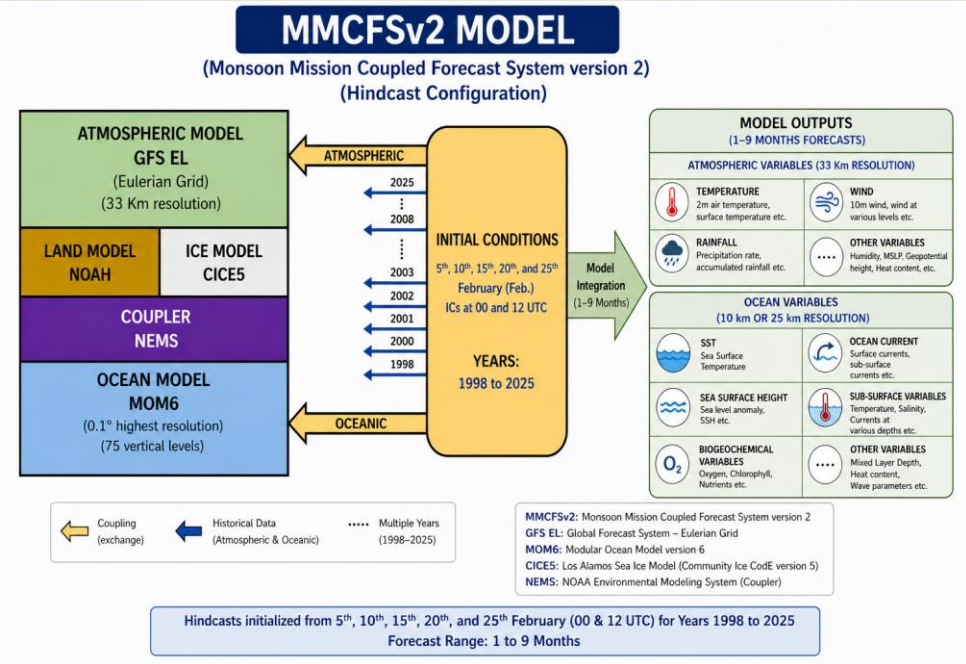 MMCFSv2 MODEL
(Monsoon Mission Coupled Forecast System version 2)
(Hindcast Configuration)
ATMOSPHERIC MODEL
GFS EL
(Eulerian Grid)
(33 Km resolution)
LAND MODEL
NOAH
ICE MODEL
CICE5
COUPLER
NEMS
OCEAN MODEL
MOM6
(0.1° highest resolution)
(75 vertical levels)
ATMOSPHERIC
2025
2008
2003
2002
2001
2000
1998
OCEANIC
INITIAL CONDITIONS
5th, 10th, 15th, 20th, and 25th
February (Feb.)
ICs at 00 and 12 UTC
YEARS:
1998 to 2025
Model
Integration
(1–9 Months)
MODEL OUTPUTS
(1–9 MONTHS FORECASTS)
ATMOSPHERIC VARIABLES (33 Km RESOLUTION)
TEMPERATURE
2m air temperature,
surface temperature etc.
WIND
10m wind, wind at
various levels etc.
RAINFALL
Precipitation rate,
accumulated rainfall etc.
OTHER VARIABLES
Humidity, MSLP, Geopotential
height, Heat content, etc.
OCEAN VARIABLES
(10 km OR 25 km RESOLUTION)
SST
Sea Surface
Temperature
OCEAN CURRENT
Surface currents,
sub-surface
currents etc.
SEA SURFACE HEIGHT
Sea level anomaly,
SSH etc.
SUB-SURFACE VARIABLES
Temperature, Salinity,
Currents at
various depths etc.
O2
BIOGEOCHEMICAL
VARIABLES
Oxygen, Chlorophyll,
Nutrients etc.
OTHER VARIABLES
Mixed Layer Depth,
Heat content,
Wave parameters etc.
Coupling
(exchange)
Historical Data
(Atmospheric & Oceanic)
Multiple Years
(1998–2025)
MMCFSv2: Monsoon Mission Coupled Forecast System version 2
GFS EL: Global Forecast System – Eulerian Grid
MOM6: Modular Ocean Model version 6
CICE5: Los Alamos Sea Ice Model (Community Ice CodE version 5)
NEMS: NOAA Environmental Modeling System (Coupler)
Hindcasts initialized from 5th, 10th, 15th, 20th, and 25th February (00 & 12 UTC) for Years 1998 to 2025
Forecast Range: 1 to 9 Months